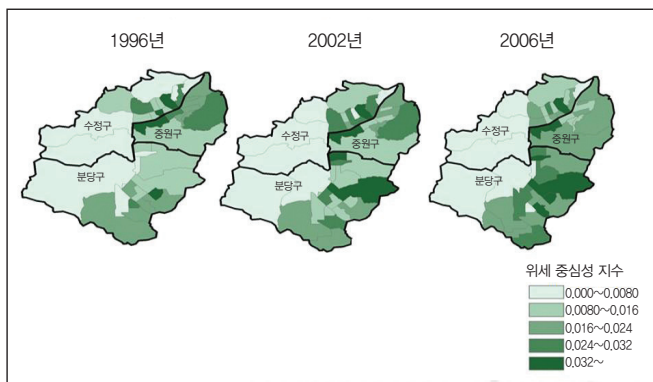 1996년 2002년 2006년
수정구 수정구 수정구
중원구 중원구 중원구
분당구 분당구 분당구
위세 중심성 지수
0.000~0.0080
0.0080~0.016
0.016~0.024
0.024~0.032
0.032~